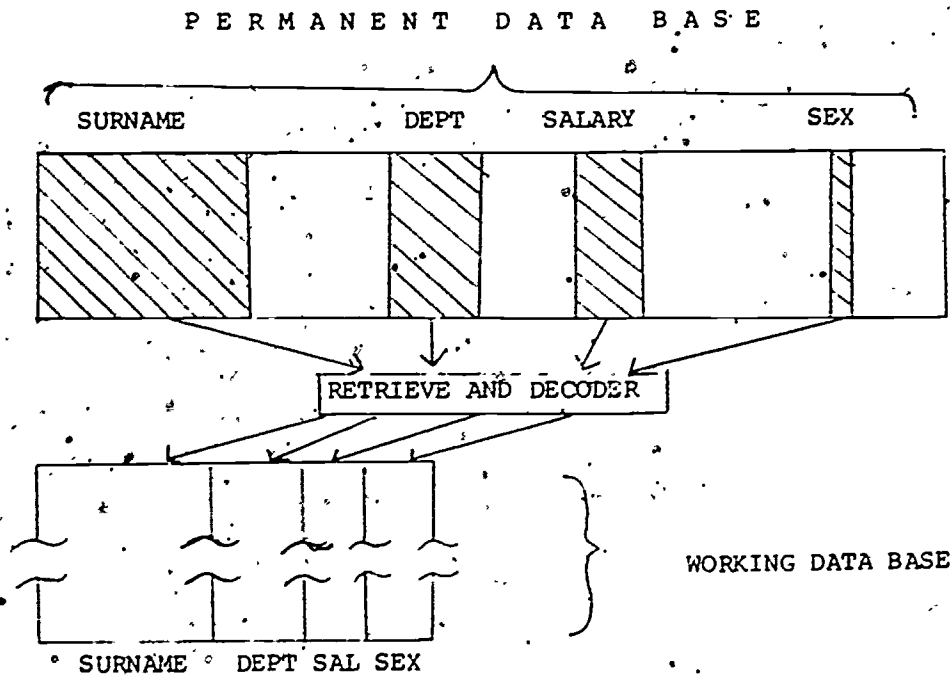 PERMANENT DATA BASE
SURNAME DEPT SALARY SEX
RETRIEVE AND DECODER
WORKING DATA BASE
SURNAME DEPT SAL SEX